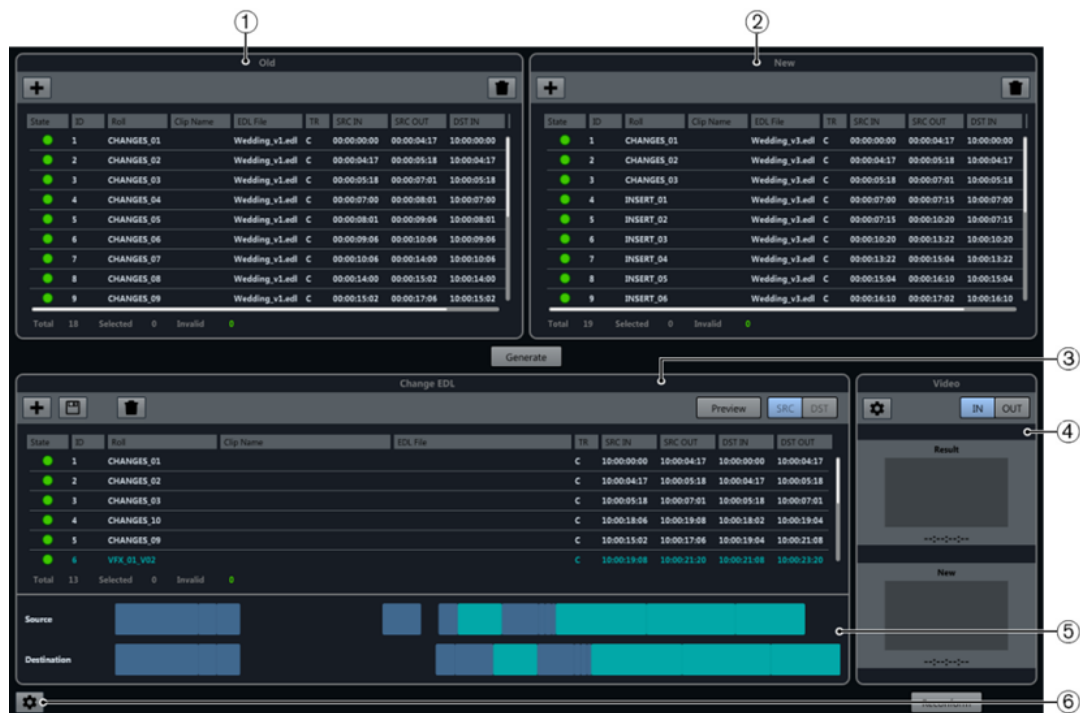 1 2
Old New
State ID Roll Clip Name EDL File TR SRC IN SRC OUT DST IN State ID Roll Clip Name EDL File TR SRC IN SRC OUT DST IN
1 CHANGES_01 Wedding_v1.edl C 00:00:00:00 00:00:04:17 10:00:00:00 1 CHANGES_01 Wedding_v3.edl C 00:00:00:00 00:00:04:17 10:00:00:00
2 CHANGES_02 Wedding_v1.edl C 00:00:04:17 00:00:05:18 10:00:04:17 2 CHANGES_02 Wedding_v3.edl C 00:00:04:17 00:00:05:18 10:00:04:17
3 CHANGES_03 Wedding_v1.edl C 00:00:05:18 00:00:07:01 10:00:05:18 3 CHANGES_03 Wedding_v3.edl C 00:00:05:18 00:00:07:01 10:00:05:18
4 CHANGES_04 Wedding_v1.edl C 00:00:07:00 00:00:08:01 10:00:07:00 4 INSERT_01 Wedding_v3.edl C 00:00:07:00 00:00:07:15 10:00:07:00
5 CHANGES_05 Wedding_v1.edl C 00:00:08:01 00:00:09:06 10:00:08:01 5 INSERT_02 Wedding_v3.edl C 00:00:07:15 00:00:10:20 10:00:07:15
6 CHANGES_06 Wedding_v1.edl C 00:00:09:06 00:00:10:06 10:00:09:06 6 INSERT_03 Wedding_v3.edl C 00:00:10:20 00:00:13:22 10:00:10:20
7 CHANGES_07 Wedding_v1.edl C 00:00:10:06 00:00:14:00 10:00:10:06 7 INSERT_04 Wedding_v3.edl C 00:00:13:22 00:00:15:04 10:00:13:22
8 CHANGES_08 Wedding_v1.edl C 00:00:14:00 00:00:15:02 10:00:14:00 8 INSERT_05 Wedding_v3.edl C 00:00:15:04 00:00:16:10 10:00:15:04
9 CHANGES_09 Wedding_v1.edl C 00:00:15:02 00:00:17:06 10:00:15:02 9 INSERT_06 Wedding_v3.edl C 00:00:16:10 00:00:17:02 10:00:16:10
Total 18 Selected 0 Invalid 0 Total 19 Selected 0 Invalid 0
Generate
3
Change EDL Video
Preview SRC DST IN OUT
4
State ID Roll Clip Name EDL File TR SRC IN SRC OUT DST IN DST OUT
Result
1 CHANGES_01 C 10:00:00:00 10:00:04:17 10:00:00:00 10:00:04:17
2 CHANGES_02 C 10:00:04:17 10:00:05:18 10:00:04:17 10:00:05:18
3 CHANGES_03 C 10:00:05:18 10:00:07:01 10:00:05:18 10:00:07:01
4 CHANGES_10 C 10:00:18:06 10:00:19:08 10:00:18:02 10:00:19:04
5 CHANGES_09 C 10:00:15:02 10:00:17:06 10:00:19:04 10:00:21:08
--:--:--:--
6 VFX_01_V02 C 10:00:19:08 10:00:21:20 10:00:21:08 10:00:23:20
Total 13 Selected 0 Invalid 0
New
Source
5
Destination
--:--:--:--
Reconform
6